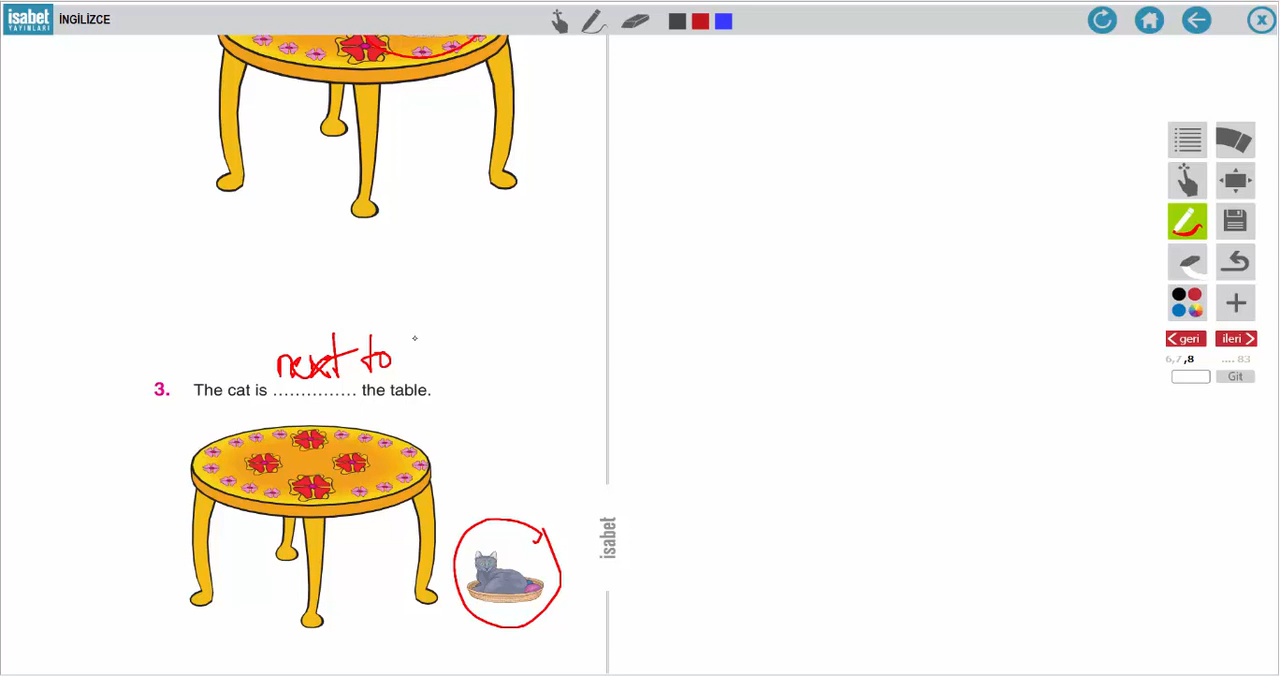 isabet
YAYINLARI
İNGİLİZCE
next to
3. The cat is ............... the table.
isabet
geri
ileri
6,7,8
.... 83
Git